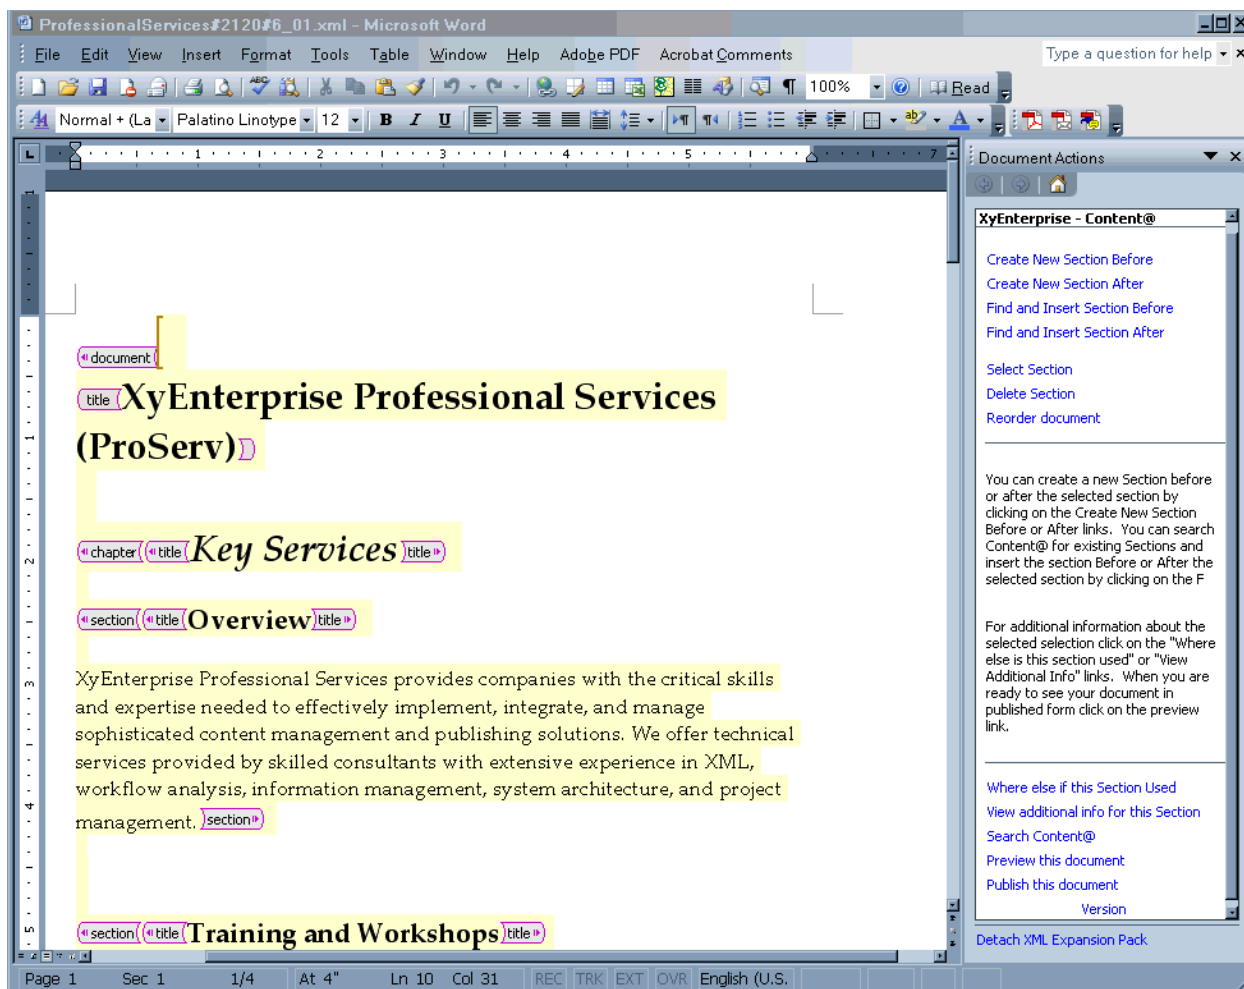 ProfessionalServices#2120#6_01.xml - Microsoft Word
File Edit View Insert Format Tools Table Window Help Adobe PDF Acrobat Comments Type a question for help
100% Read
Normal + (La Palatino Linotype 12 B I U
1 2 3 4 5 7
Document Actions
XyEnterprise - Content@
Create New Section Before
Create New Section After
Find and Insert Section Before
Find and Insert Section After
Select Section
Delete Section
Reorder document
You can create a new Section before
or after the selected section by
clicking on the Create New Section
Before or After links. You can search
Content@ for existing Sections and
insert the section Before or After the
selected section by clicking on the F
For additional information about the
selected selection click on the "Where
else is this section used" or "View
Additional Info" links. When you are
ready to see your document in
published form click on the preview
link.
Where else if this Section Used
View additional info for this Section
Search Content@
Preview this document
Publish this document
Version
Detach XML Expansion Pack
document
title XyEnterprise Professional Services
(ProServ)
chapter title Key Services title
section title Overview title
XyEnterprise Professional Services provides companies with the critical skills
and expertise needed to effectively implement, integrate, and manage
sophisticated content management and publishing solutions. We offer technical
services provided by skilled consultants with extensive experience in XML,
workflow analysis, information management, system architecture, and project
management. section
section title Training and Workshops title
Page 1 Sec 1 1/4 At 4" Ln 10 Col 31 REC TRK EXT OVR English (U.S.